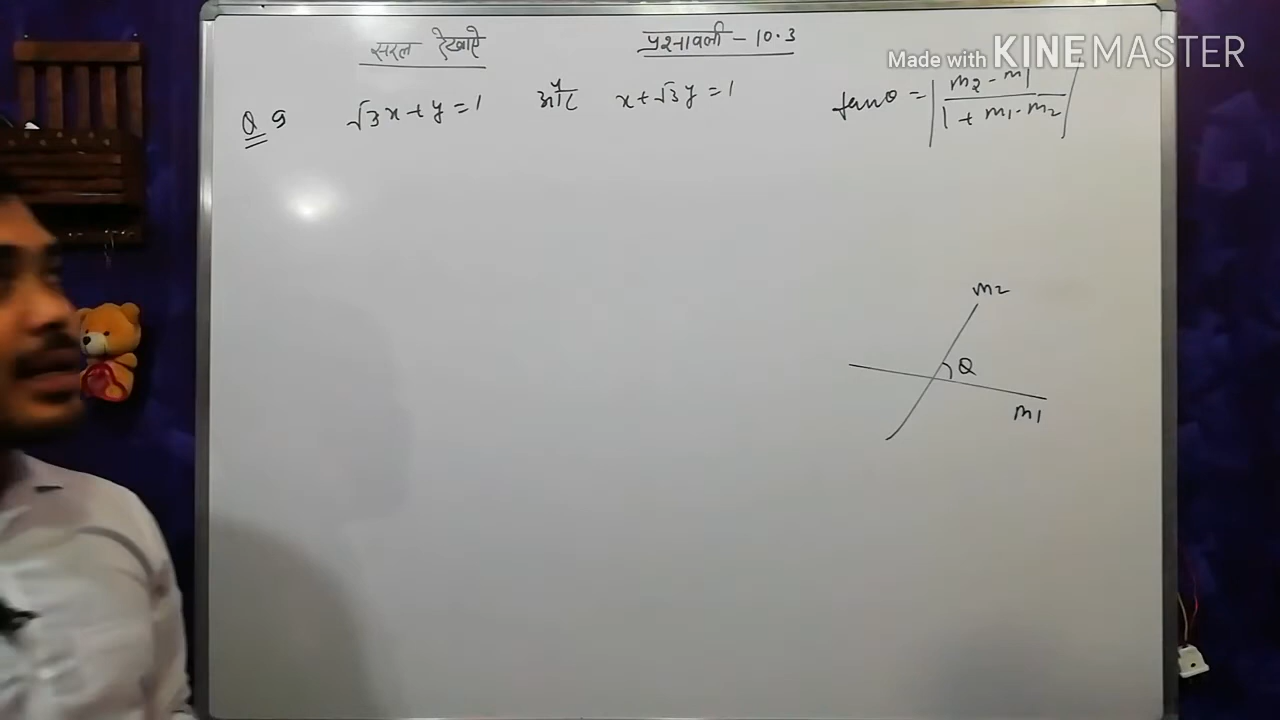 सरल रेखाऐ प्रश्नावली - 10.3
Made with KINEMASTER
Q 9 √3x + y = 1 और x + √3y = 1
tanθ = | m2 - m1 / 1 + m1 - m2 |
m2
θ
m1